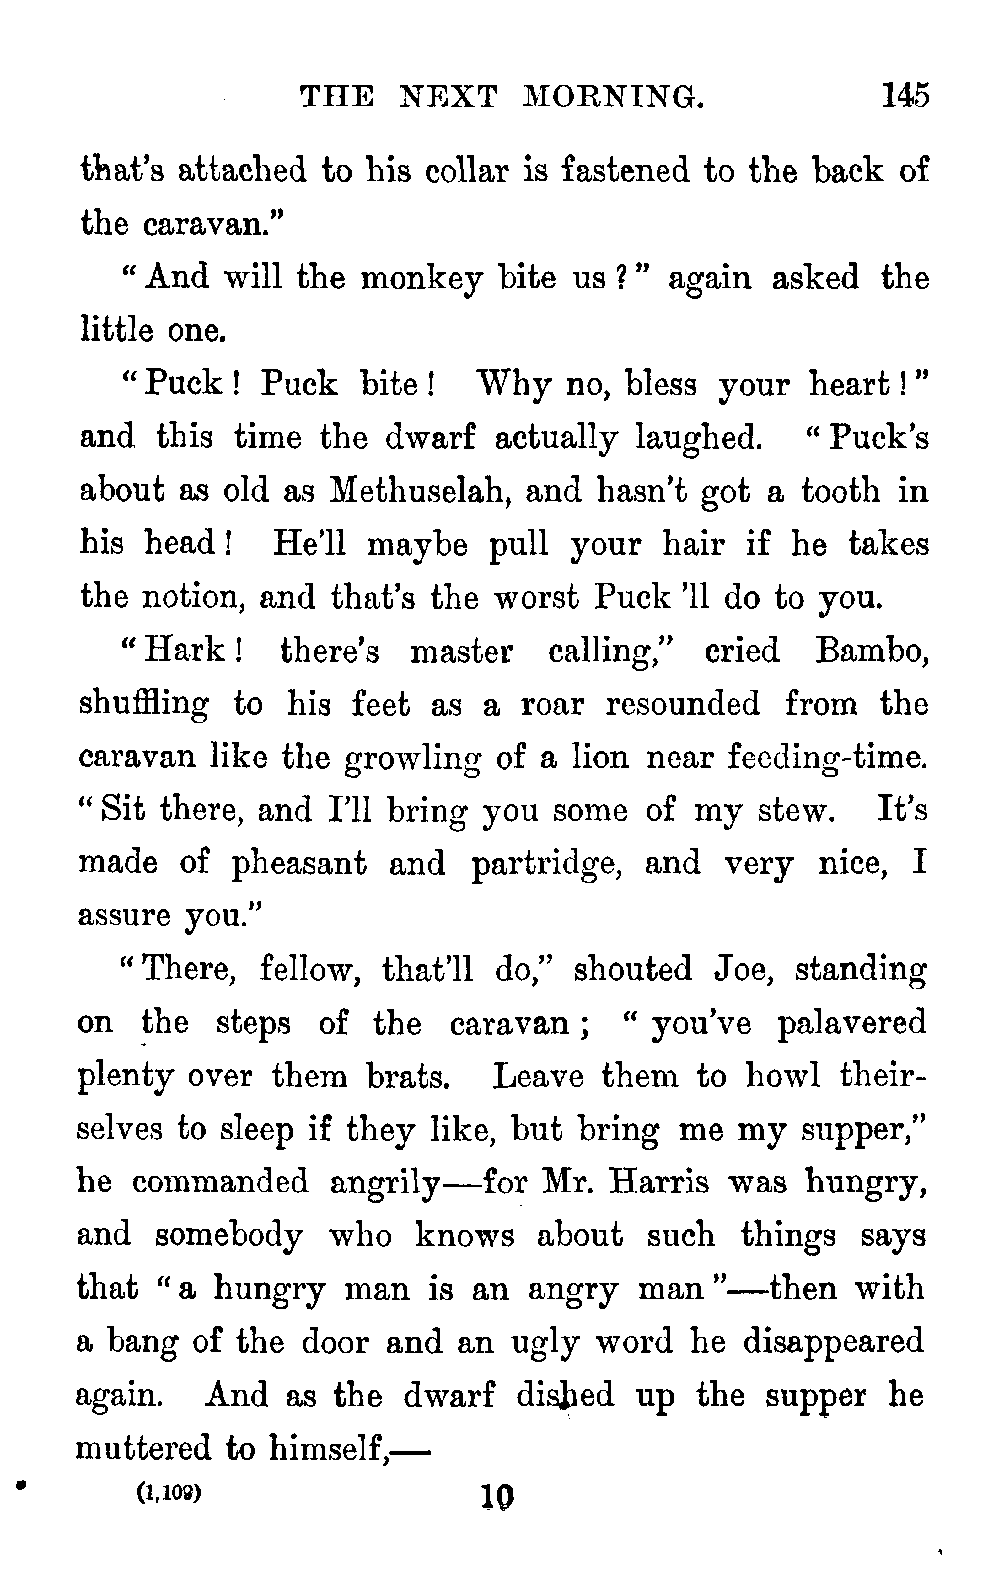 THE NEXT MORNING. 145
that's attached to his collar is fastened to the back of
the caravan."
"And will the monkey bite us?" again asked the
little one.
"Puck! Puck bite! Why no, bless your heart!"
and this time the dwarf actually laughed. "Puck's
about as old as Methuselah, and hasn't got a tooth in
his head! He'll maybe pull your hair if he takes
the notion, and that's the worst Puck 'll do to you.
"Hark! there's master calling," cried Bambo,
shuffling to his feet as a roar resounded from the
caravan like the growling of a lion near feeding-time.
"Sit there, and I'll bring you some of my stew. It's
made of pheasant and partridge, and very nice, I
assure you."
"There, fellow, that'll do," shouted Joe, standing
on the steps of the caravan; "you've palavered
plenty over them brats. Leave them to howl their-
selves to sleep if they like, but bring me my supper,"
he commanded angrily—for Mr. Harris was hungry,
and somebody who knows about such things says
that "a hungry man is an angry man"—then with
a bang of the door and an ugly word he disappeared
again. And as the dwarf dished up the supper he
muttered to himself,—
(1,109) 10